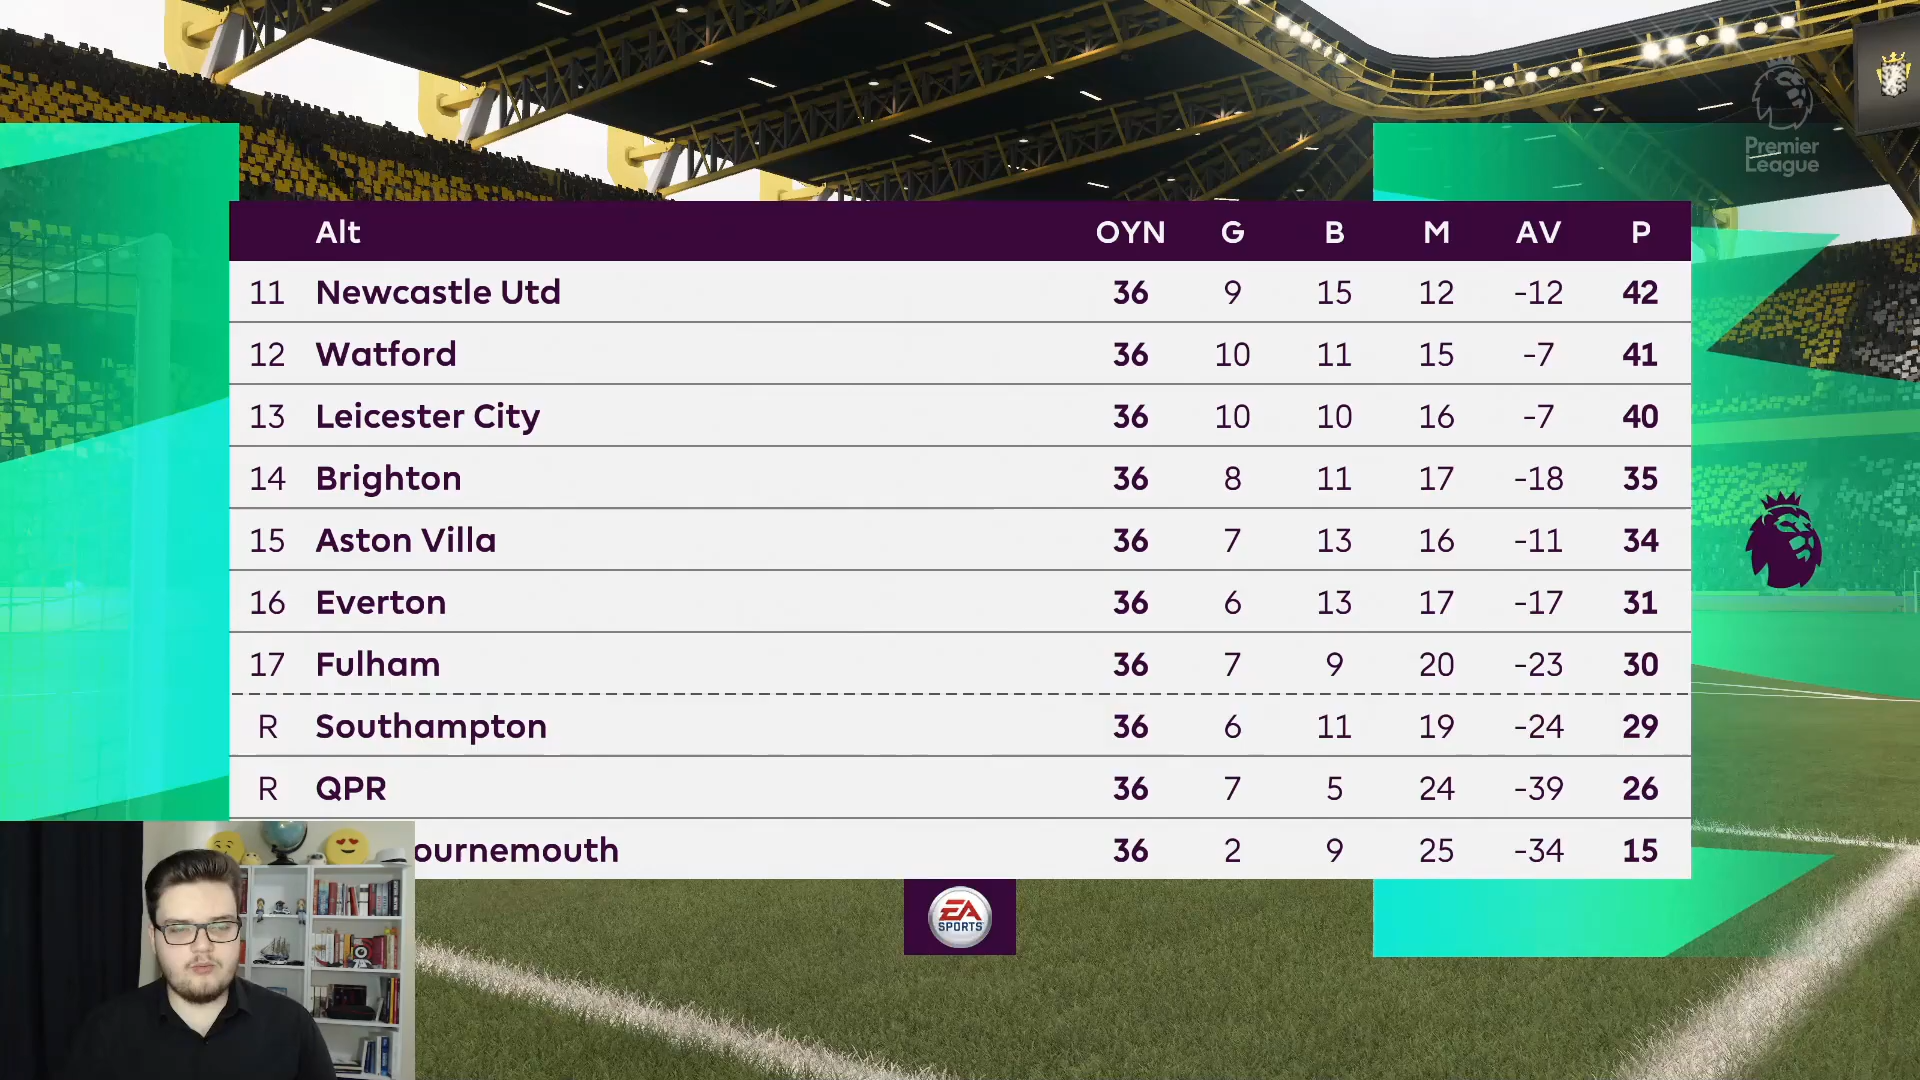 Premier
League
Alt OYN G B M AV P
11 Newcastle Utd 36 9 15 12 -12 42
12 Watford 36 10 11 15 -7 41
13 Leicester City 36 10 10 16 -7 40
14 Brighton 36 8 11 17 -18 35
15 Aston Villa 36 7 13 16 -11 34
16 Everton 36 6 13 17 -17 31
17 Fulham 36 7 9 20 -23 30
R Southampton 36 6 11 19 -24 29
R QPR 36 7 5 24 -39 26
ournemouth 36 2 9 25 -34 15
EA
SPORTS